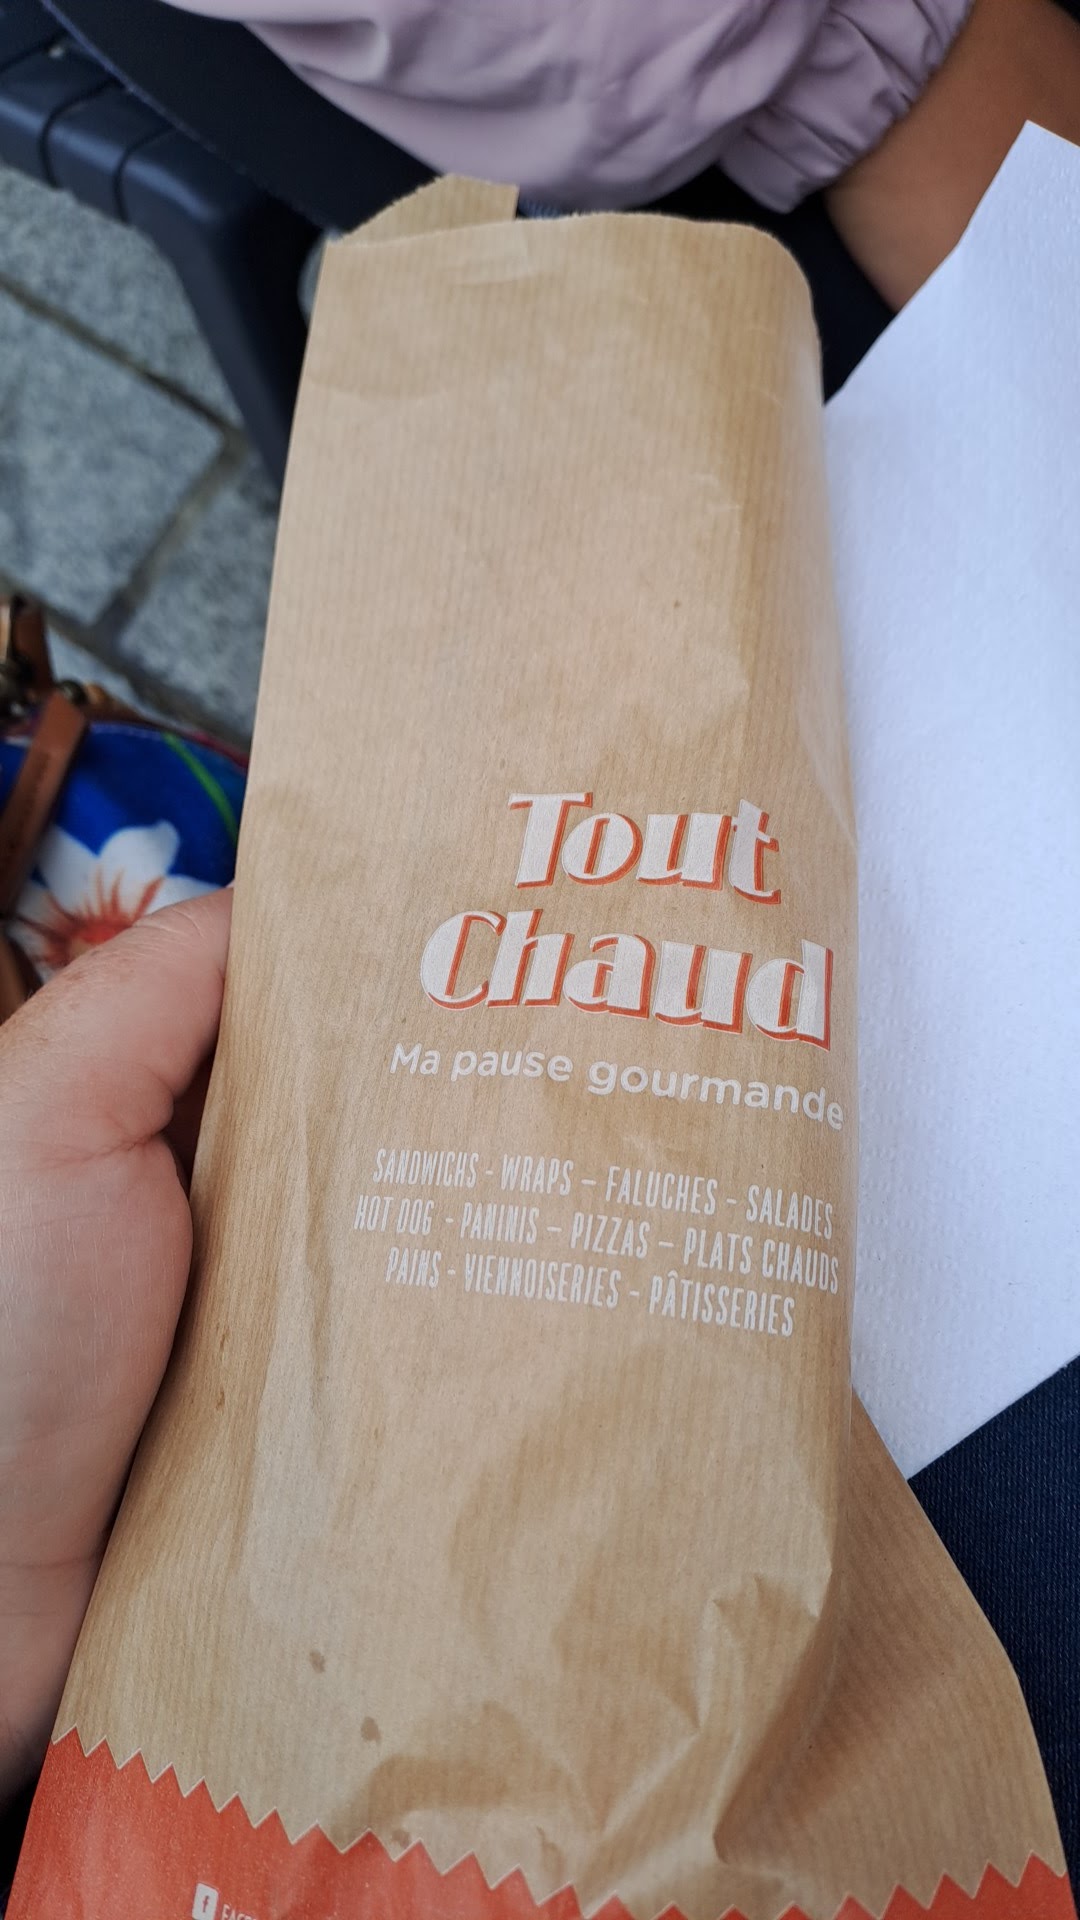 Tout
Chaud
Ma pause gourmande
SANDWICHS - WRAPS - FALUCHES - SALADES
HOT DOG - PANINIS - PIZZAS - PLATS CHAUDS
PAINS - VIENNOISERIES - PÂTISSERIES
f